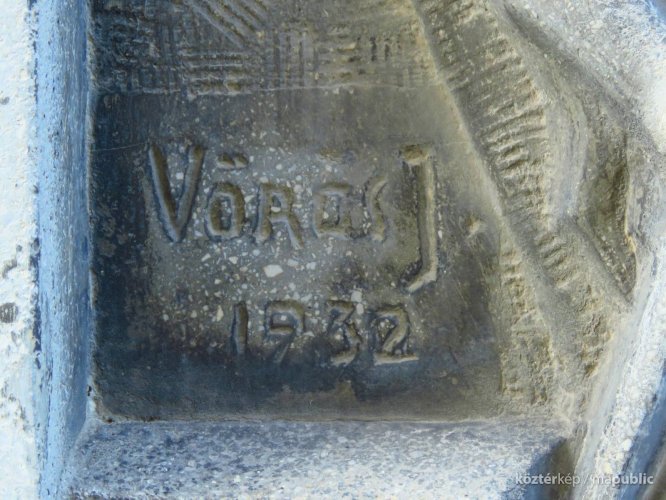 VÖRÖS J.
1932
köztérkép / mapublic